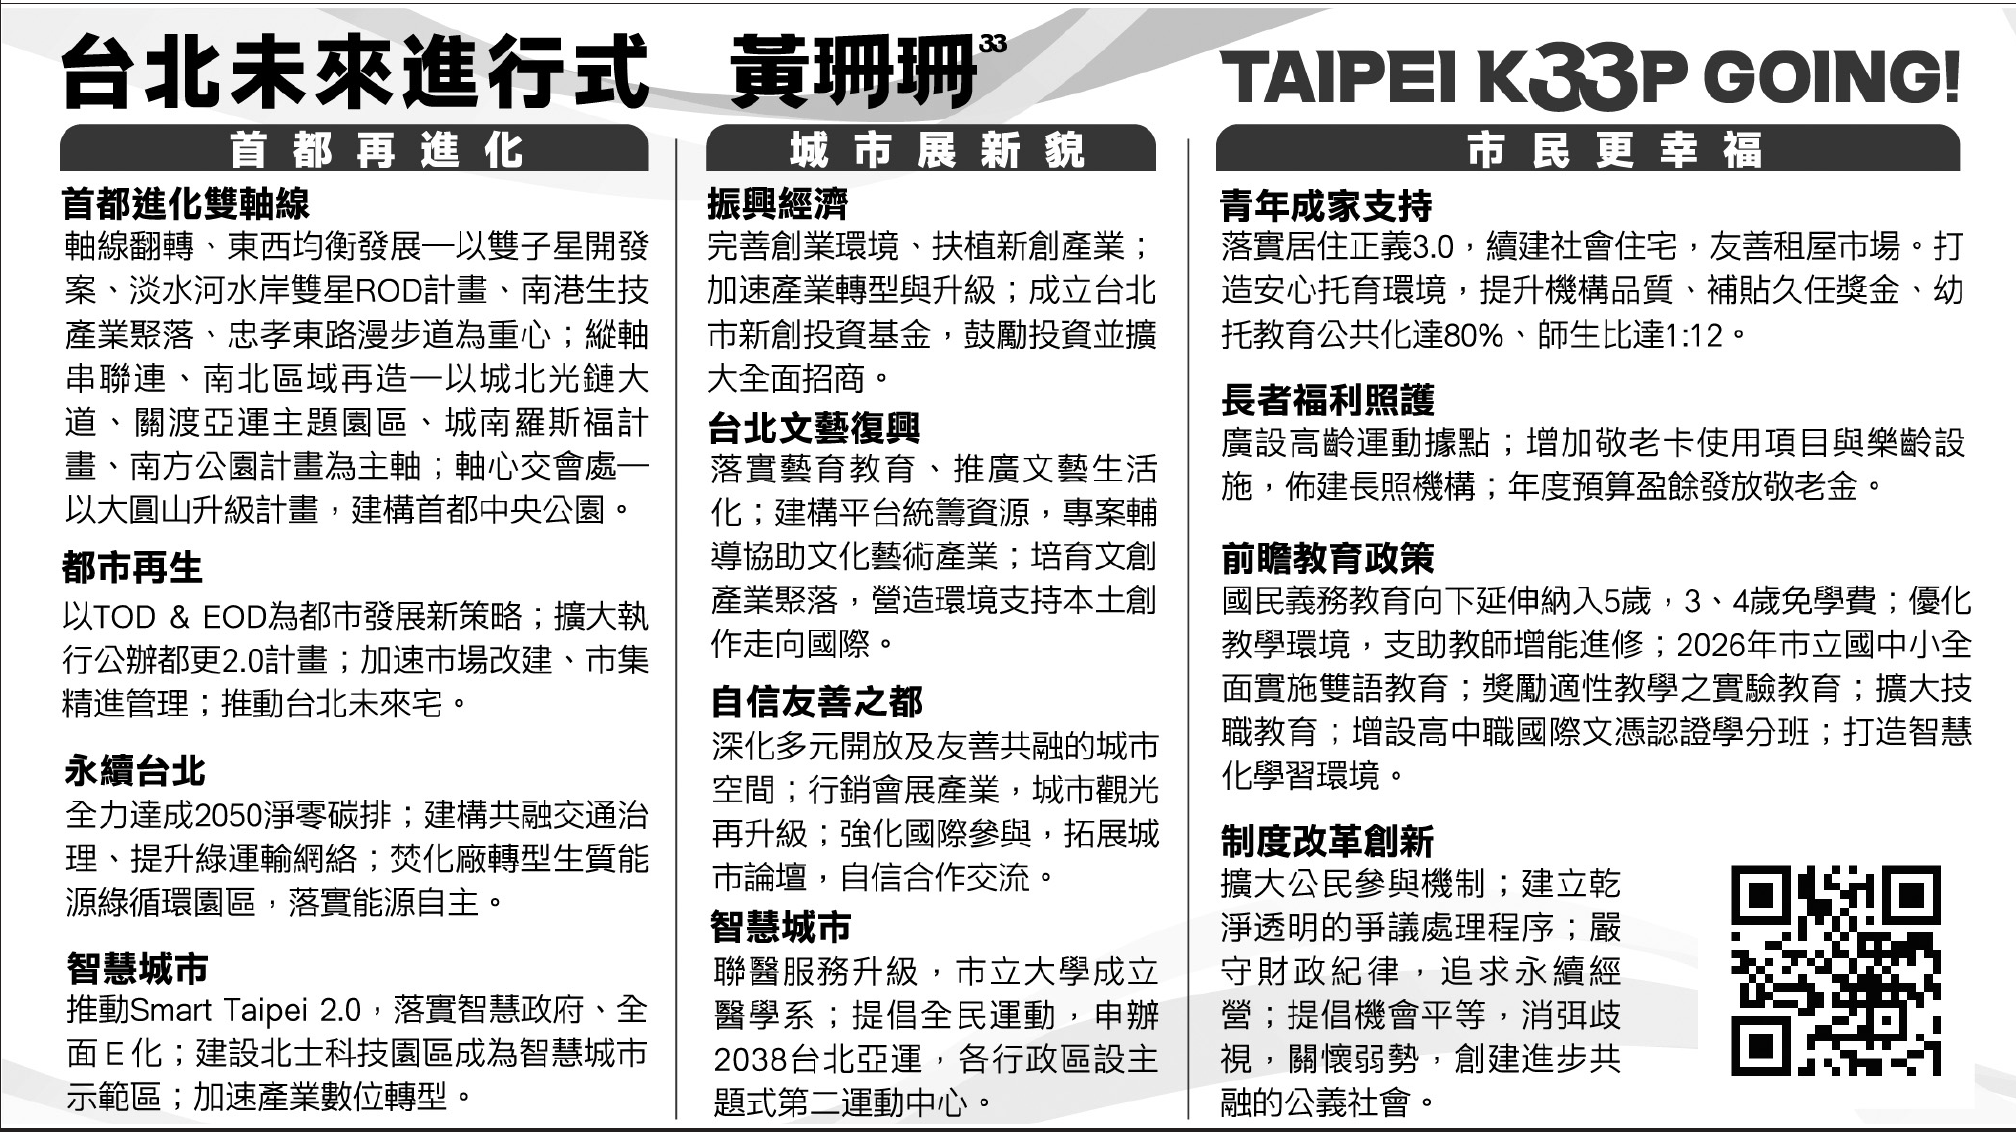 台北未來進行式 黃珊珊33
TAIPEI K33P GOING!
首都再進化
首都進化雙軸線
軸線翻轉、東西均衡發展—以雙子星開發
案、淡水河水岸雙星ROD計畫、南港生技
產業聚落、忠孝東路漫步道為重心；縱軸
串聯連、南北區域再造—以城北光鏈大
道、關渡亞運主題園區、城南羅斯福計
畫、南方公園計畫為主軸；軸心交會處—
以大圓山升級計畫，建構首都中央公園。
都市再生
以TOD & EOD為都市發展新策略；擴大執
行公辦都更2.0計畫；加速市場改建、市集
精進管理；推動台北未來宅。
永續台北
全力達成2050淨零碳排；建構共融交通治
理、提升綠運輸網絡；焚化廠轉型生質能
源綠循環園區，落實能源自主。
智慧城市
推動Smart Taipei 2.0，落實智慧政府、全
面E化；建設北士科技園區成為智慧城市
示範區；加速產業數位轉型。
城市展新貌
振興經濟
完善創業環境、扶植新創產業；
加速產業轉型與升級；成立台北
市新創投資基金，鼓勵投資並擴
大全面招商。
台北文藝復興
落實藝育教育、推廣文藝生活
化；建構平台統籌資源，專案輔
導協助文化藝術產業；培育文創
產業聚落，營造環境支持本土創
作走向國際。
自信友善之都
深化多元開放及友善共融的城市
空間；行銷會展產業，城市觀光
再升級；強化國際參與，拓展城
市論壇，自信合作交流。
智慧城市
聯醫服務升級，市立大學成立
醫學系；提倡全民運動，申辦
2038台北亞運，各行政區設主
題式第二運動中心。
市民更幸福
青年成家支持
落實居住正義3.0，續建社會住宅，友善租屋市場。打
造安心托育環境，提升機構品質、補貼久任獎金、幼
托教育公共化達80%、師生比達1:12。
長者福利照護
廣設高齡運動據點；增加敬老卡使用項目與樂齡設
施，佈建長照機構；年度預算盈餘發放敬老金。
前瞻教育政策
國民義務教育向下延伸納入5歲，3、4歲免學費；優化
教學環境，支助教師增能進修；2026年市立國中小全
面實施雙語教育；獎勵適性教學之實驗教育；擴大技
職教育；增設高中職國際文憑認證學分班；打造智慧
化學習環境。
制度改革創新
擴大公民參與機制；建立乾
淨透明的爭議處理程序；嚴
守財政紀律，追求永續經
營；提倡機會平等，消弭歧
視，關懷弱勢，創建進步共
融的公義社會。